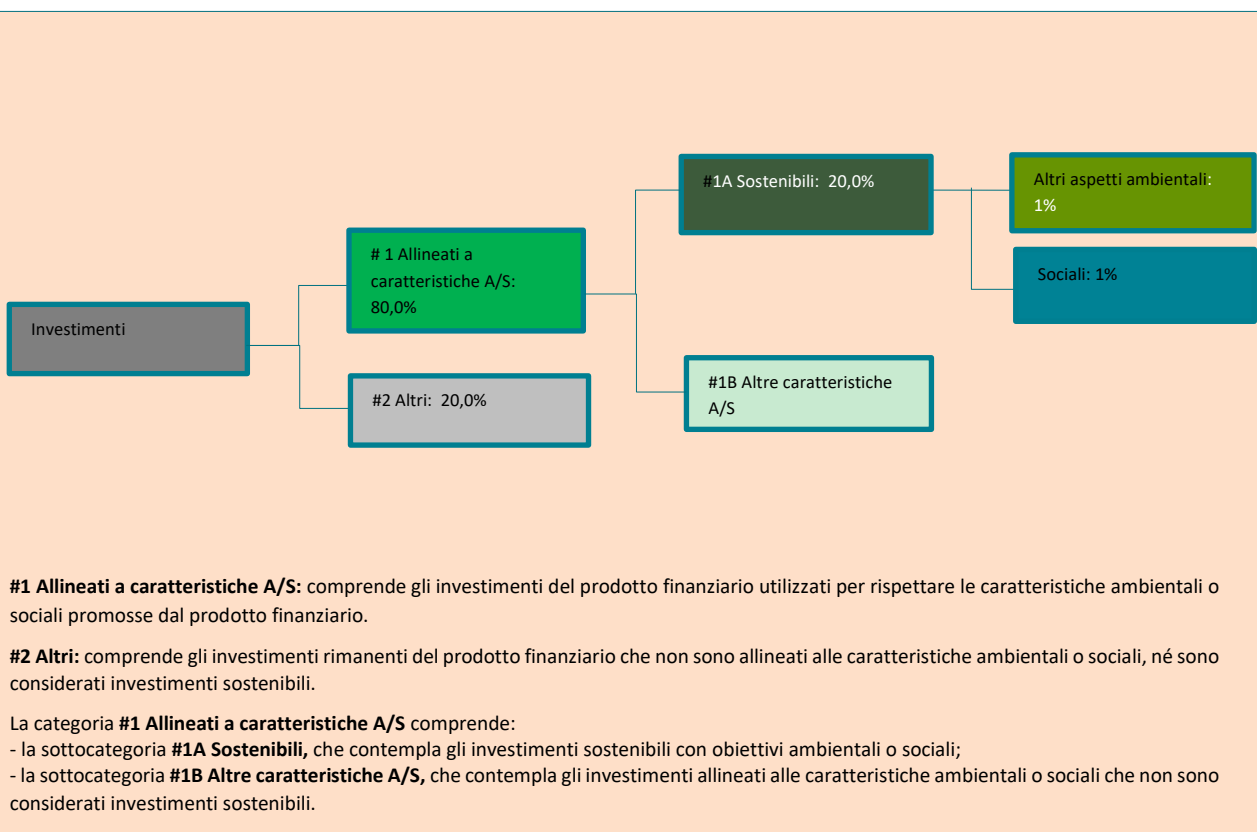 Investimenti
# 1 Allineati a
caratteristiche A/S:
80,0%
#2 Altri: 20,0%
#1A Sostenibili: 20,0%
#1B Altre caratteristiche
A/S
Altri aspetti ambientali:
1%
Sociali: 1%
#1 Allineati a caratteristiche A/S: comprende gli investimenti del prodotto finanziario utilizzati per rispettare le caratteristiche ambientali o
sociali promosse dal prodotto finanziario.
#2 Altri: comprende gli investimenti rimanenti del prodotto finanziario che non sono allineati alle caratteristiche ambientali o sociali, né sono
considerati investimenti sostenibili.
La categoria #1 Allineati a caratteristiche A/S comprende:
- la sottocategoria #1A Sostenibili, che contempla gli investimenti sostenibili con obiettivi ambientali o sociali;
- la sottocategoria #1B Altre caratteristiche A/S, che contempla gli investimenti allineati alle caratteristiche ambientali o sociali che non sono
considerati investimenti sostenibili.